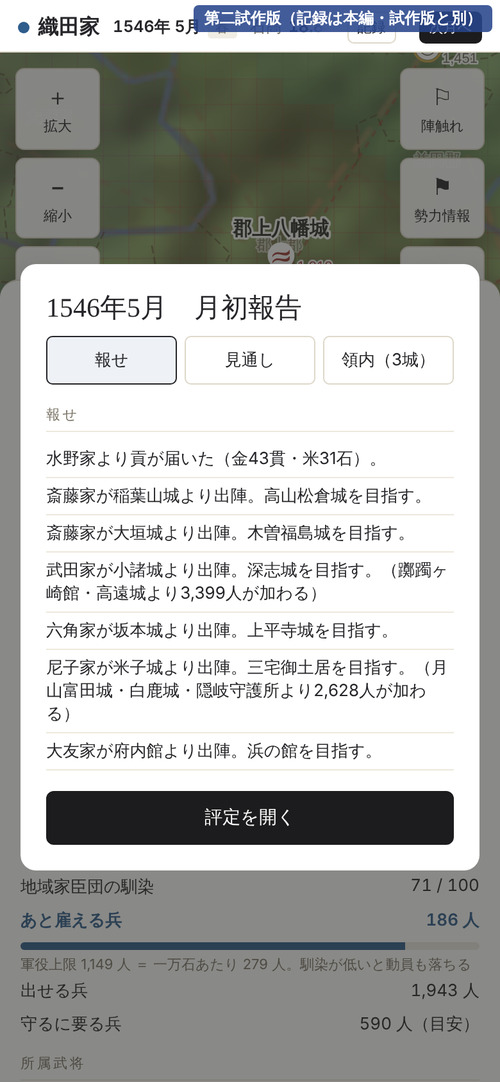 織田家 1546年 5月
第二試作版（記録は本編・試作版と別）
1,451
＋
拡大
陣触れ
−
縮小
勢力情報
郡上八幡城
1546年5月　月初報告
報せ
見通し
領内（3城）
報せ
水野家より貢が届いた（金43貫・米31石）。
斎藤家が稲葉山城より出陣。高山松倉城を目指す。
斎藤家が大垣城より出陣。木曽福島城を目指す。
武田家が小諸城より出陣。深志城を目指す。（躑躅ヶ
崎館・高遠城より3,399人が加わる）
六角家が坂本城より出陣。上平寺城を目指す。
尼子家が米子城より出陣。三宅御土居を目指す。（月
山富田城・白鹿城・隠岐守護所より2,628人が加わ
る）
大友家が府内館より出陣。浜の館を目指す。
評定を開く
地域家臣団の馴染 71 / 100
あと雇える兵 186 人
軍役上限 1,149 人 ＝ 一万石あたり 279 人。馴染が低いと動員も落ちる
出せる兵 1,943 人
守るに要る兵 590 人（目安）
所属武将